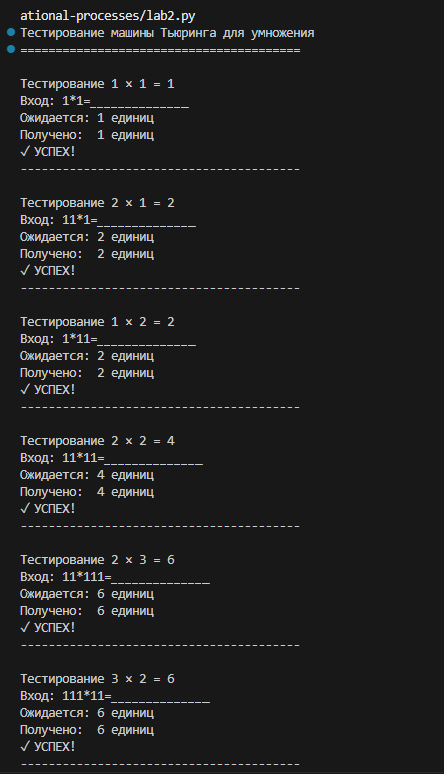 ational-processes/lab2.py
Тестирование машины Тьюринга для умножения
========================================
Тестирование 1 × 1 = 1
Вход: 1*1=______________
Ожидается: 1 единиц
Получено:  1 единиц
✓ УСПЕХ!
----------------------------------------
Тестирование 2 × 1 = 2
Вход: 11*1=______________
Ожидается: 2 единиц
Получено:  2 единиц
✓ УСПЕХ!
----------------------------------------
Тестирование 1 × 2 = 2
Вход: 1*11=______________
Ожидается: 2 единиц
Получено:  2 единиц
✓ УСПЕХ!
----------------------------------------
Тестирование 2 × 2 = 4
Вход: 11*11=______________
Ожидается: 4 единиц
Получено:  4 единиц
✓ УСПЕХ!
----------------------------------------
Тестирование 2 × 3 = 6
Вход: 11*111=______________
Ожидается: 6 единиц
Получено:  6 единиц
✓ УСПЕХ!
----------------------------------------
Тестирование 3 × 2 = 6
Вход: 111*11=______________
Ожидается: 6 единиц
Получено:  6 единиц
✓ УСПЕХ!
----------------------------------------